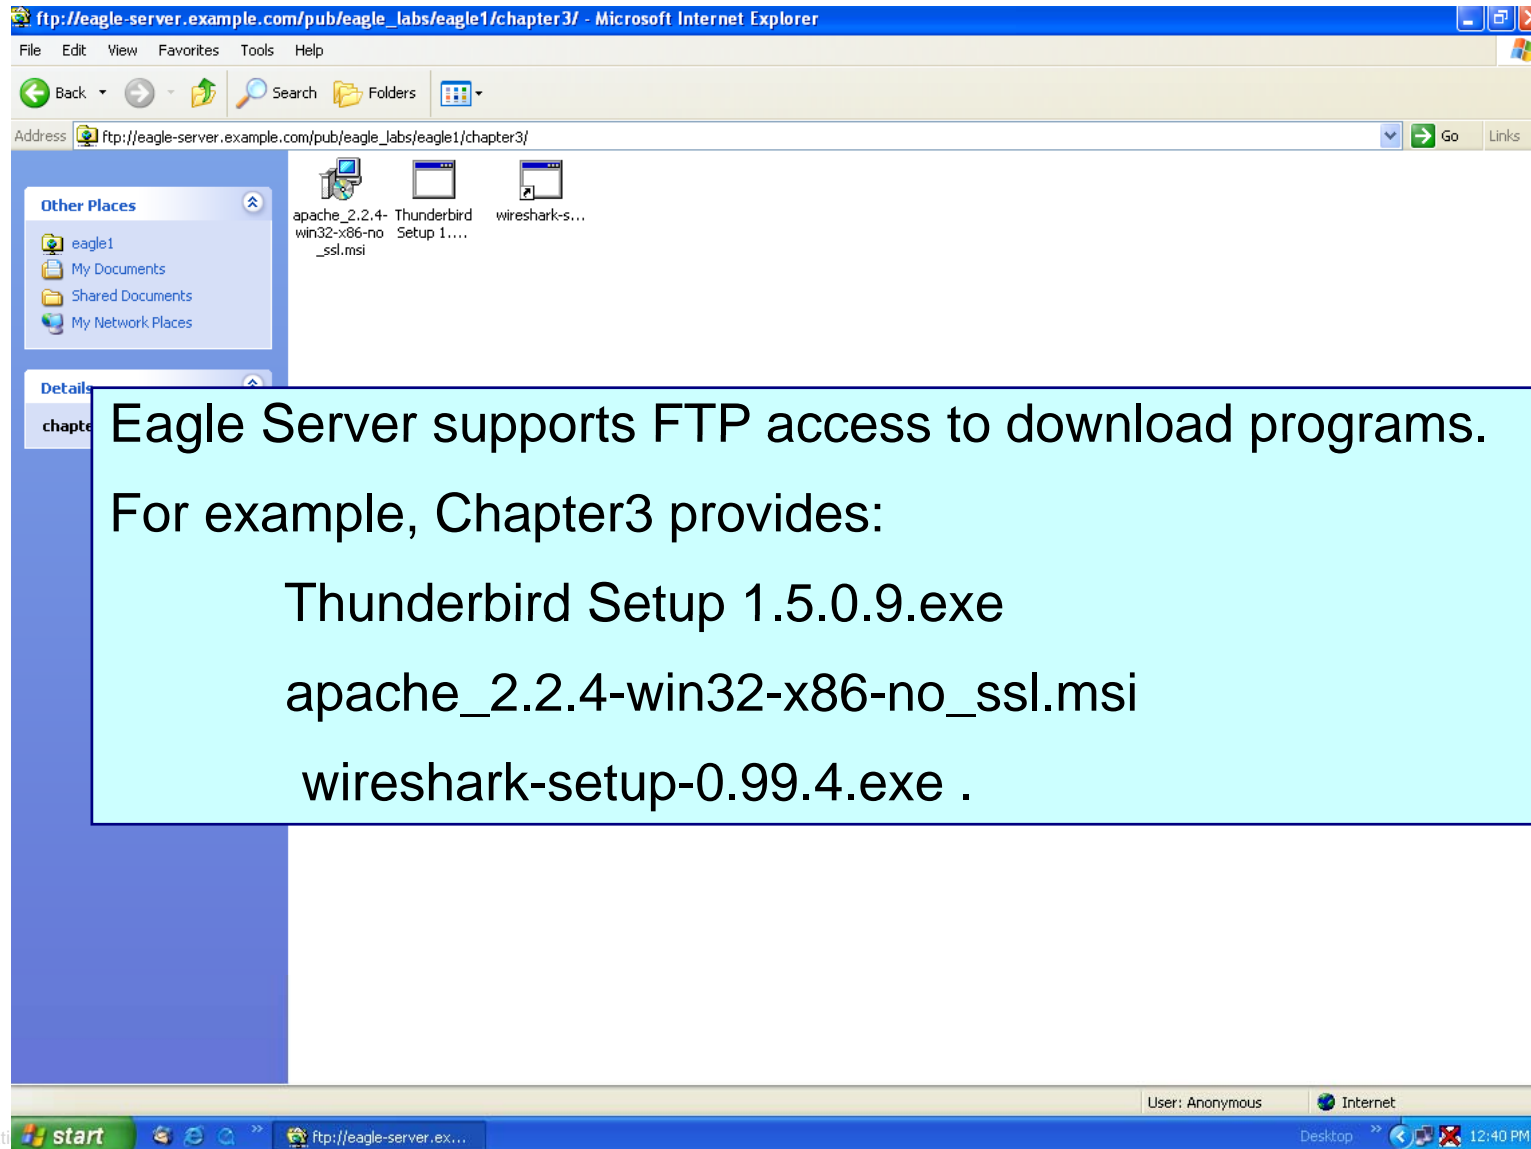 ftp://eagle-server.example.com/pub/eagle_labs/eagle1/chapter3/ - Microsoft Internet Explorer
File Edit View Favorites Tools Help
Back Search Folders
Address ftp://eagle-server.example.com/pub/eagle_labs/eagle1/chapter3/ Go Links
Other Places
eagle1
My Documents
Shared Documents
My Network Places
Details
chapte
apache_2.2.4-
win32-x86-no
_ssl.msi
Thunderbird
Setup 1....
wireshark-s...
Eagle Server supports FTP access to download programs.
For example, Chapter3 provides:
Thunderbird Setup 1.5.0.9.exe
apache_2.2.4-win32-x86-no_ssl.msi
wireshark-setup-0.99.4.exe .
User: Anonymous Internet
start ftp://eagle-server.ex... Desktop 12:40 PM